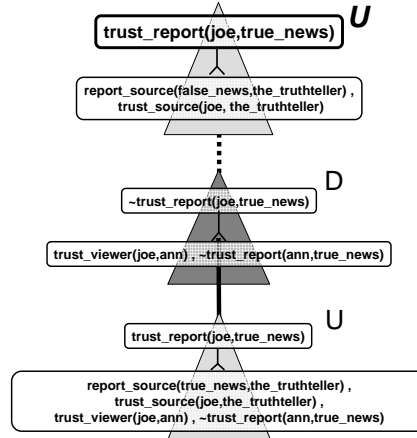 U
trust_report(joe,true_news)
report_source(false_news,the_truthteller) ,
trust_source(joe, the_truthteller)
D
~trust_report(joe,true_news)
trust_viewer(joe,ann) , ~trust_report(ann,true_news)
U
trust_report(joe,true_news)
report_source(true_news,the_truthteller) ,
trust_source(joe,the_truthteller) ,
trust_viewer(joe,ann) , ~trust_report(ann,true_news)